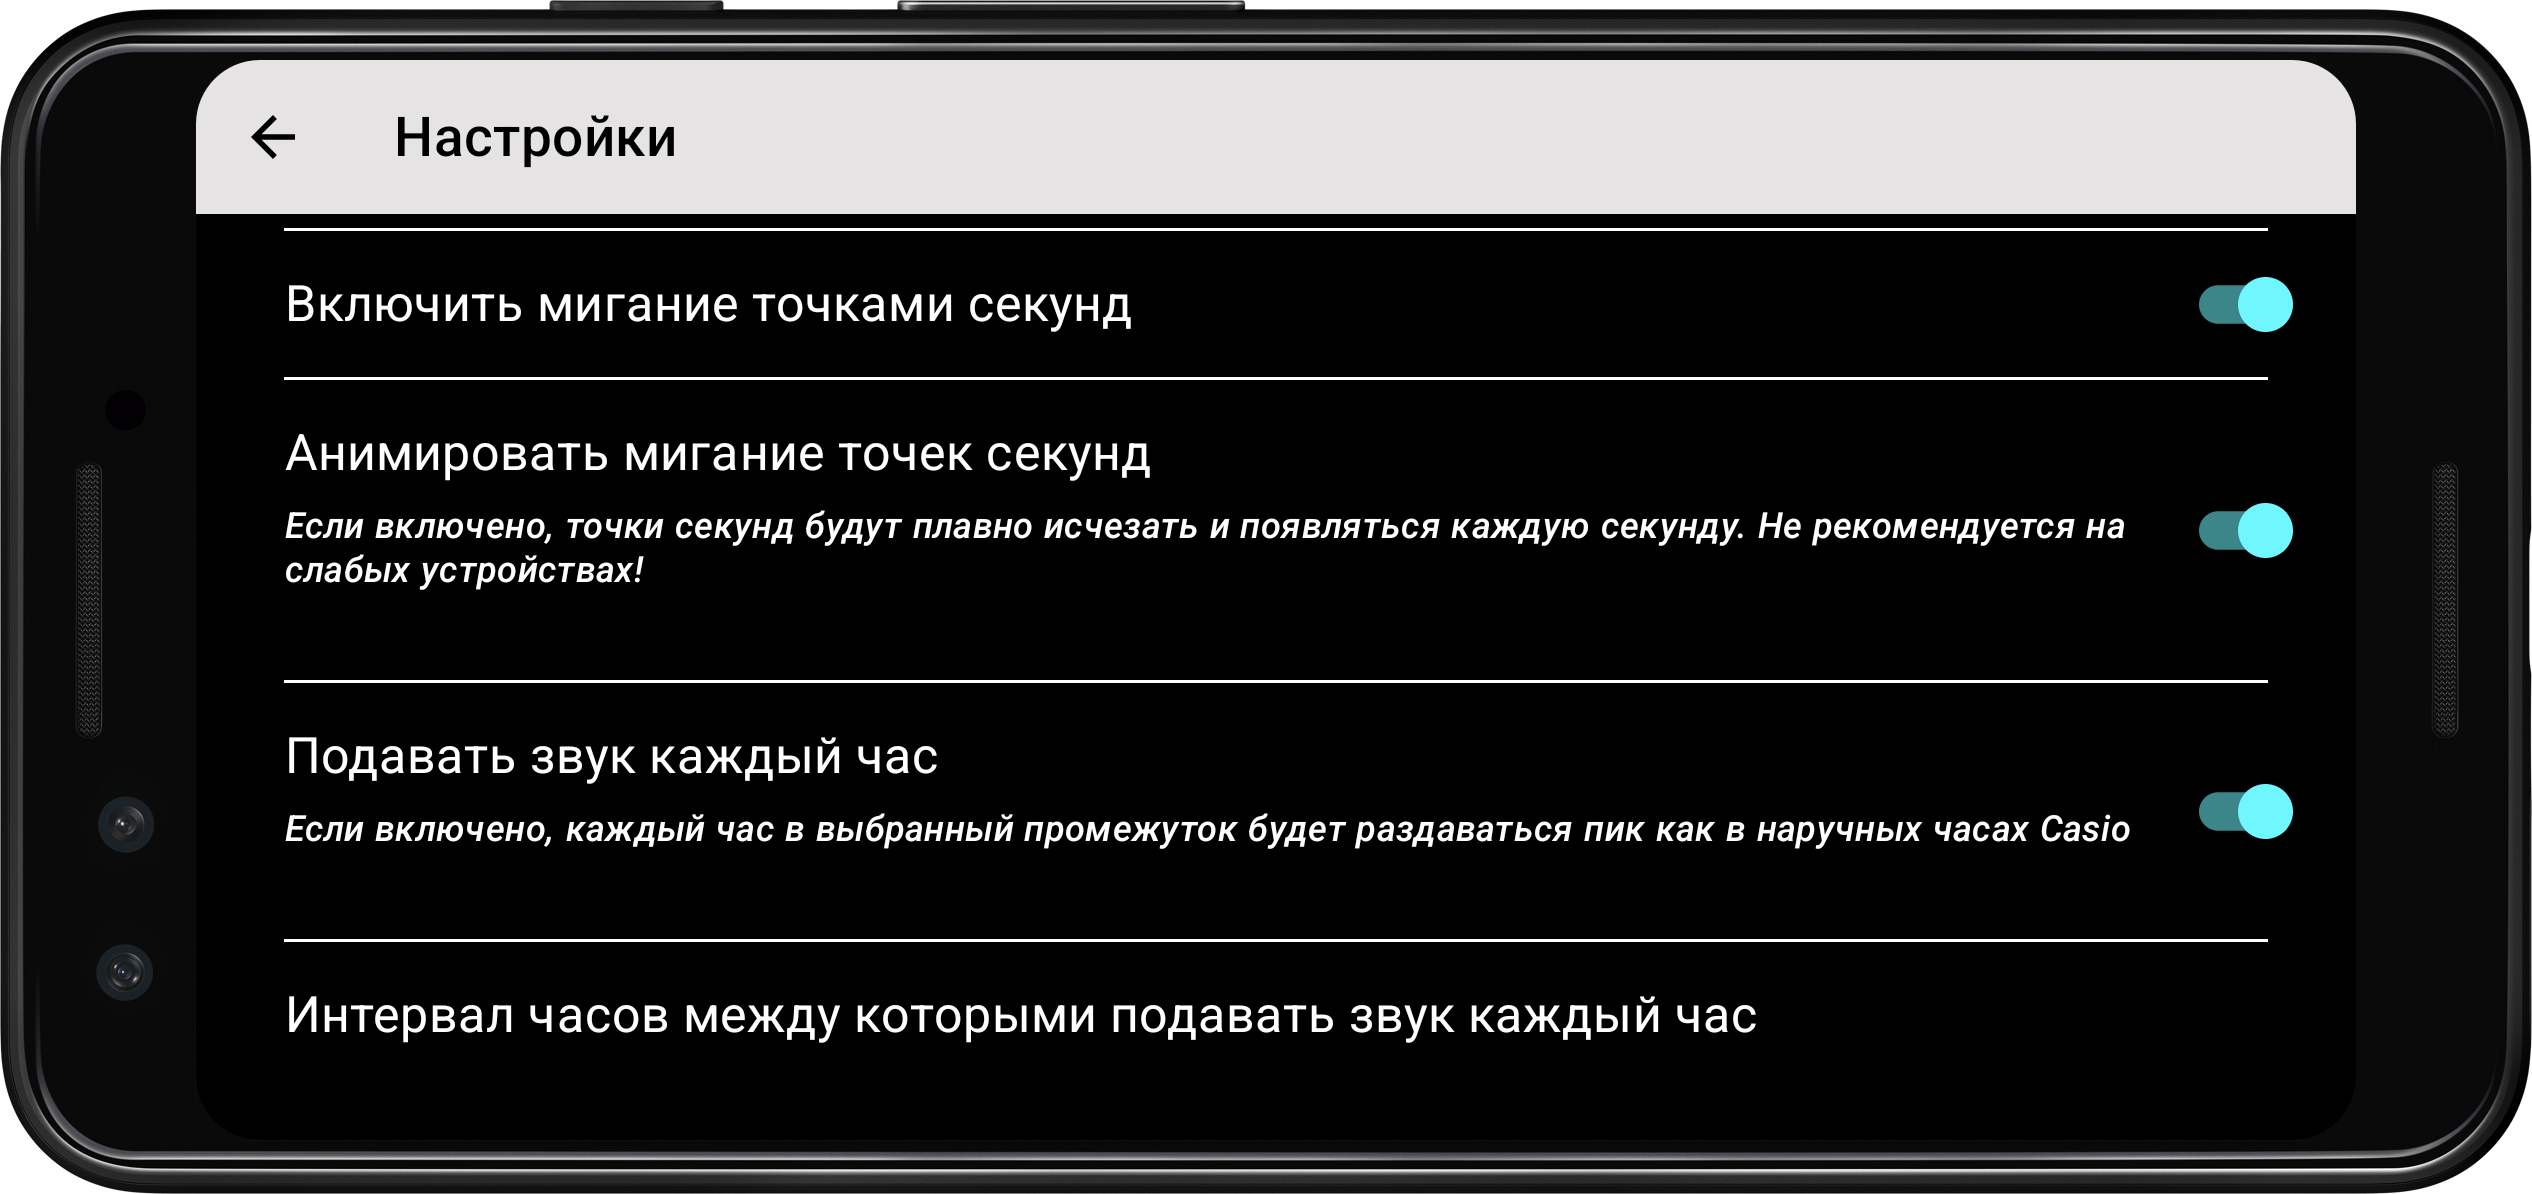 Настройки
Включить мигание точками секунд
Анимировать мигание точек секунд
Если включено, точки секунд будут плавно исчезать и появляться каждую секунду. Не рекомендуется на
слабых устройствах!
Подавать звук каждый час
Если включено, каждый час в выбранный промежуток будет раздаваться пик как в наручных часах Casio
Интервал часов между которыми подавать звук каждый час